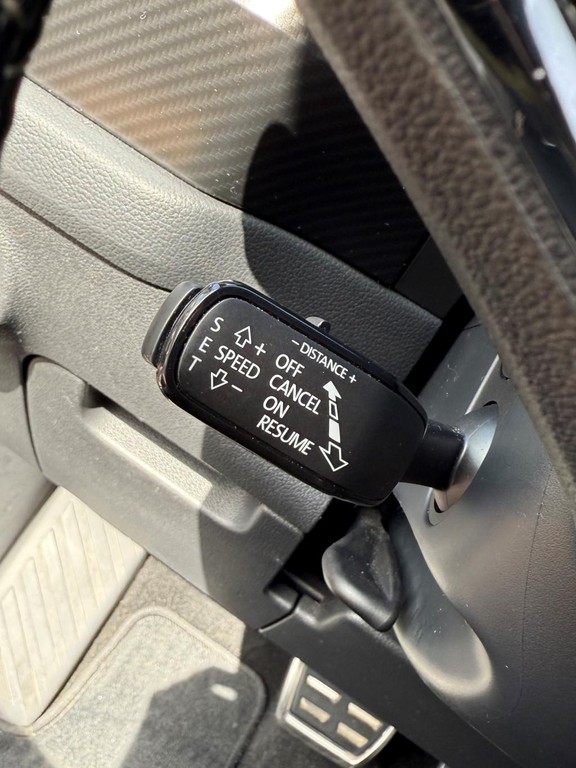 S
E
T
+
SPEED
−
− DISTANCE +
OFF
CANCEL
ON
RESUME